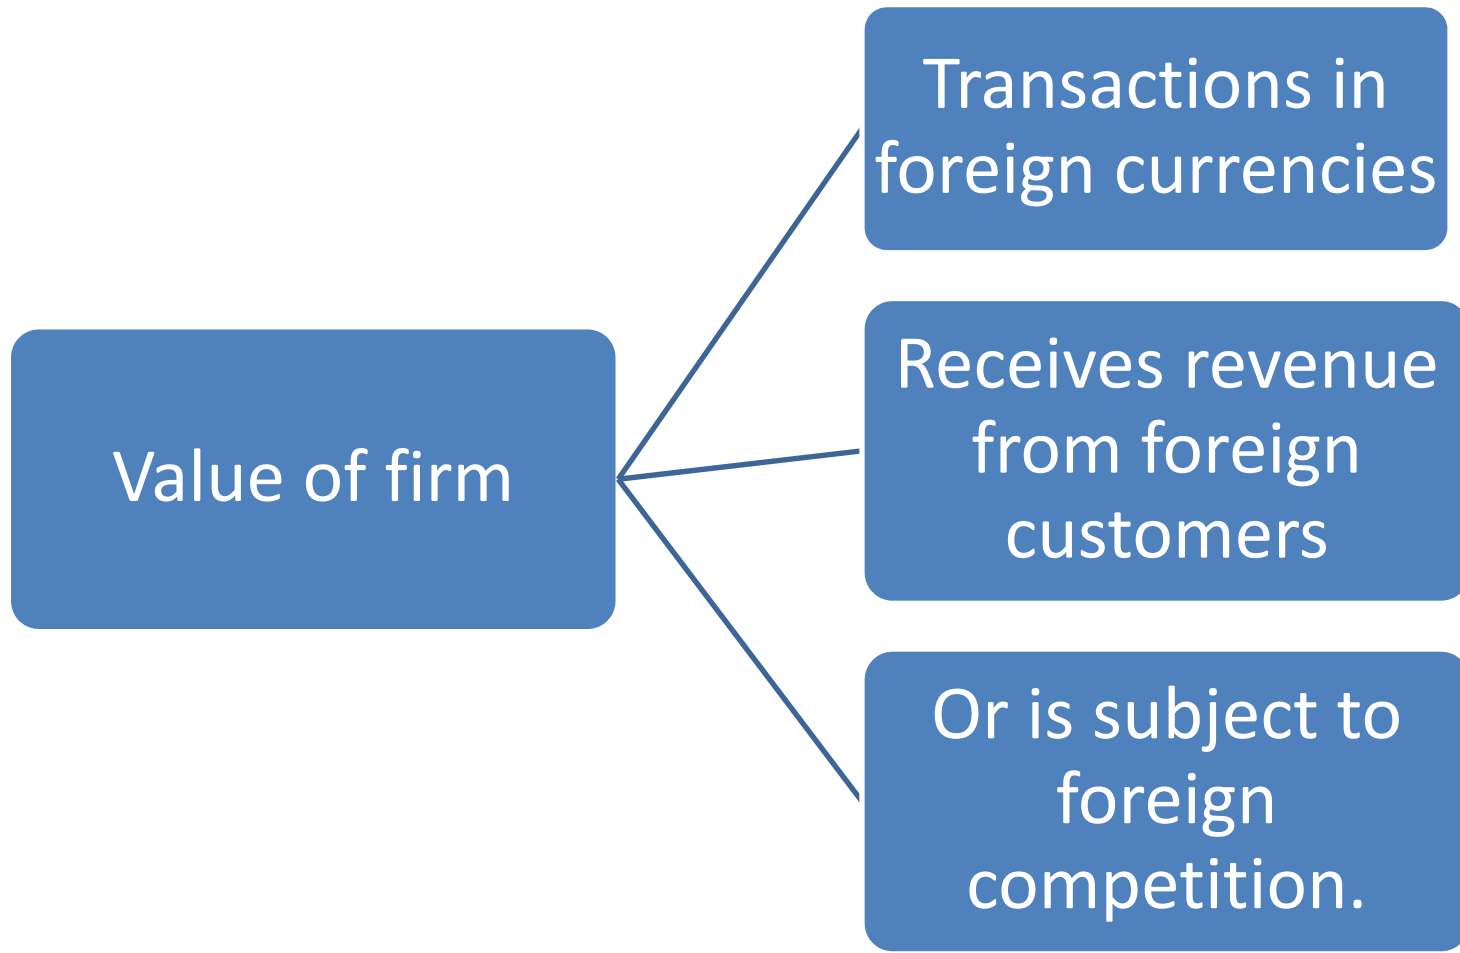 Transactions in
foreign currencies
Receives revenue
from foreign
customers
Value of firm
Or is subject to
foreign
competition.